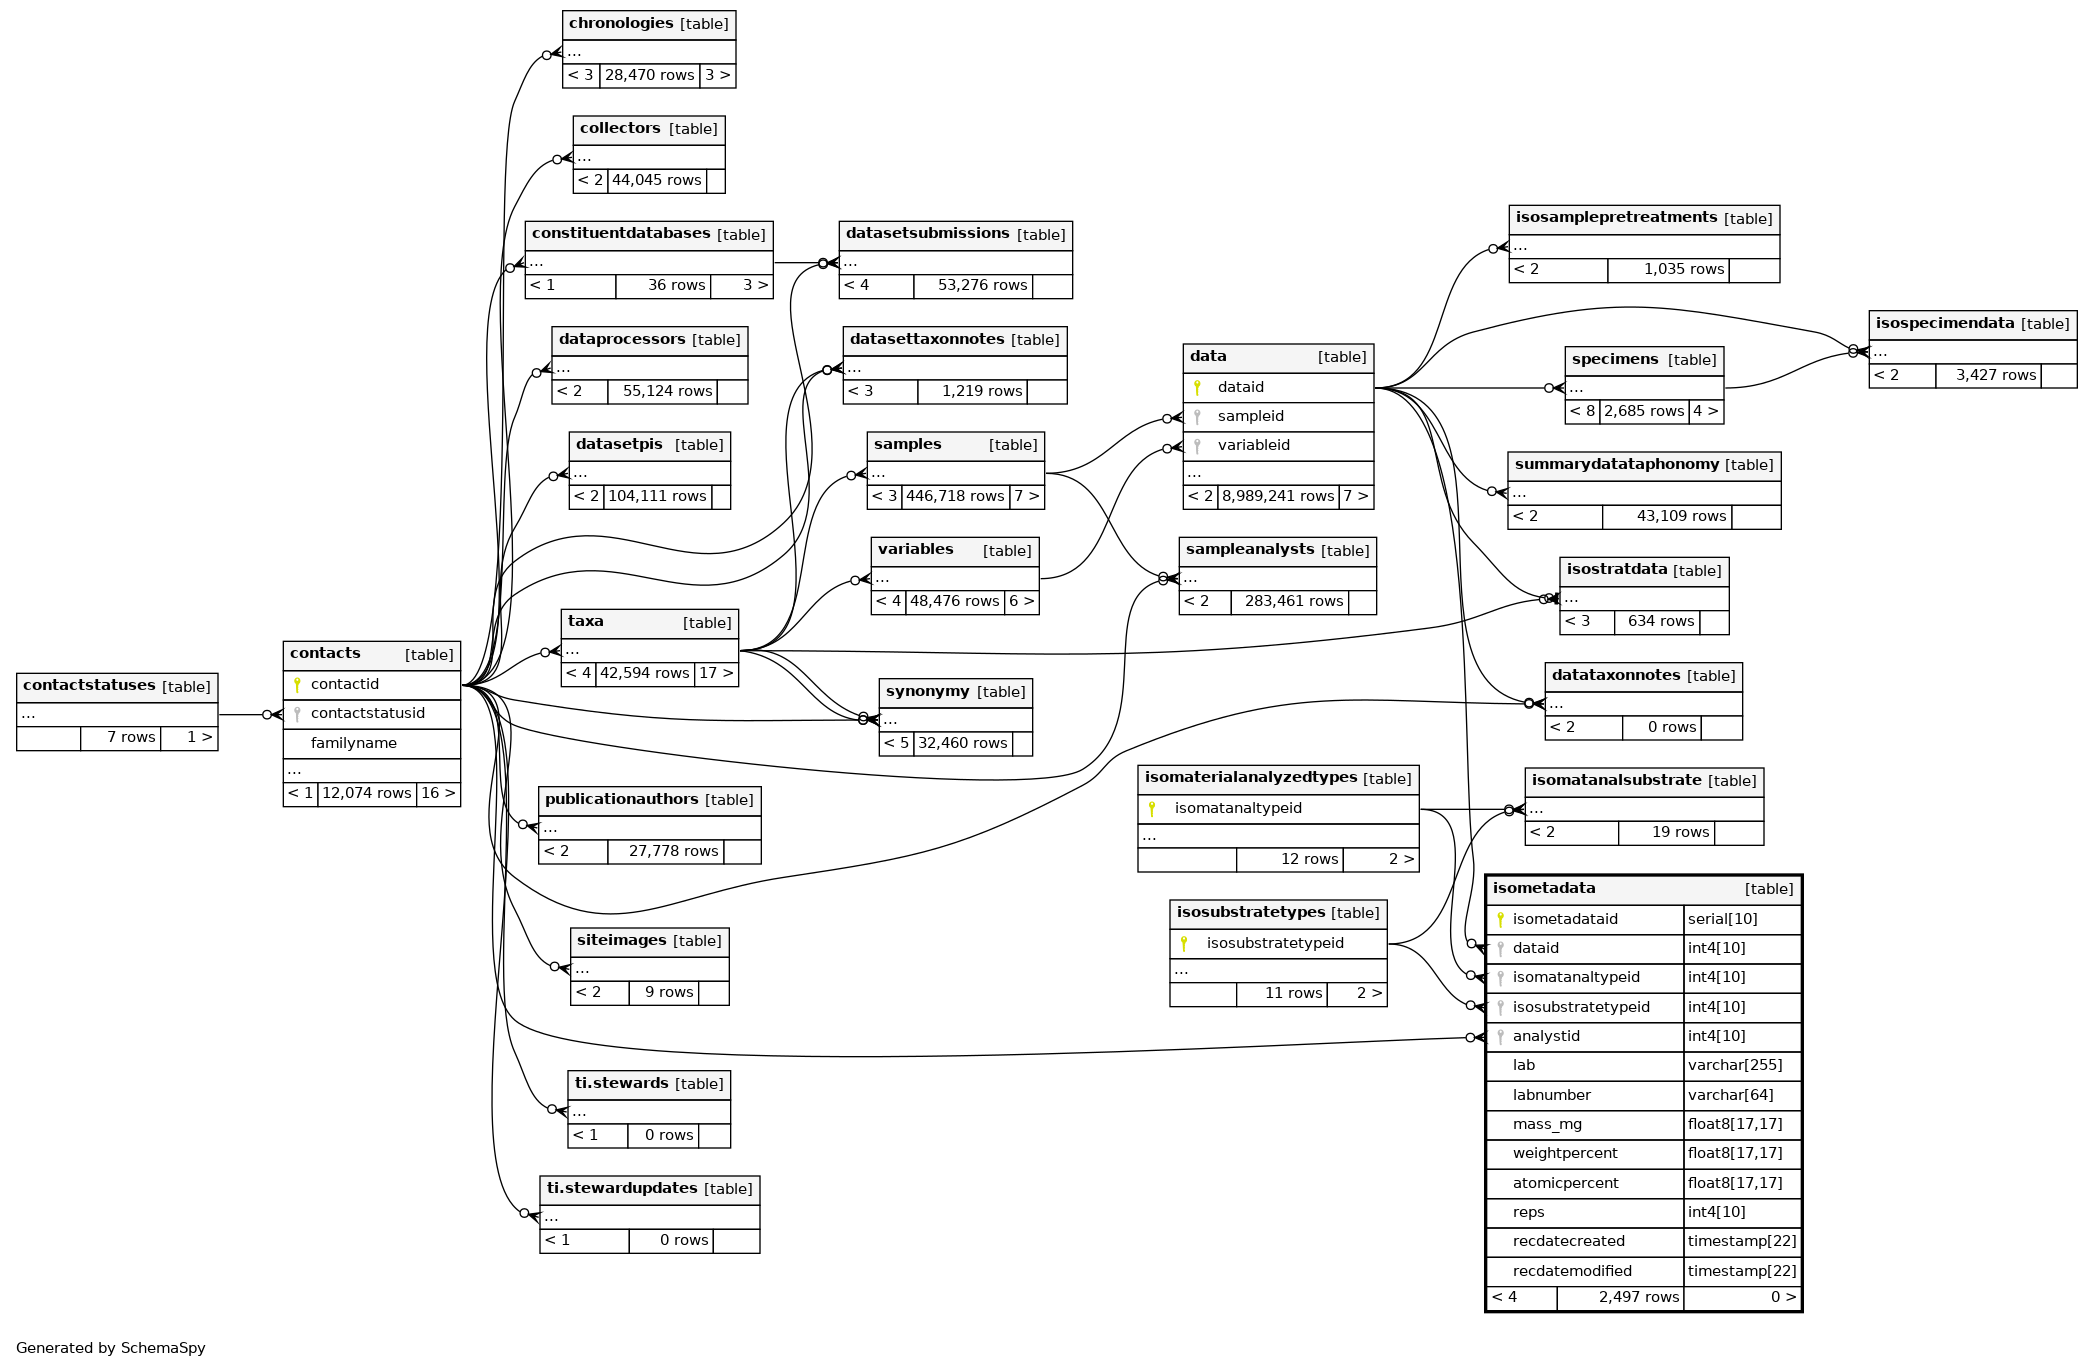 chronologies [table]
...
< 3 28,470 rows 3 >
collectors [table]
...
< 2 44,045 rows
constituentdatabases [table]
...
< 1 36 rows 3 >
datasetsubmissions [table]
...
< 4 53,276 rows
dataprocessors [table]
...
< 2 55,124 rows
datasettaxonnotes [table]
...
< 3 1,219 rows
datasetpis [table]
...
< 2 104,111 rows
samples [table]
...
< 3 446,718 rows 7 >
variables [table]
...
< 4 48,476 rows 6 >
taxa [table]
...
< 4 42,594 rows 17 >
synonymy [table]
...
< 5 32,460 rows
contactstatuses [table]
...
7 rows 1 >
contacts [table]
contactid
contactstatusid
familyname
...
< 1 12,074 rows 16 >
publicationauthors [table]
...
< 2 27,778 rows
siteimages [table]
...
< 2 9 rows
ti.stewards [table]
...
< 1 0 rows
ti.stewardupdates [table]
...
< 1 0 rows
data [table]
dataid
sampleid
variableid
...
< 2 8,989,241 rows 7 >
sampleanalysts [table]
...
< 2 283,461 rows
isomaterialanalyzedtypes [table]
isomatanaltypeid
...
12 rows 2 >
isosubstratetypes [table]
isosubstratetypeid
...
11 rows 2 >
isosamplepretreatments [table]
...
< 2 1,035 rows
isospecimendata [table]
...
< 2 3,427 rows
specimens [table]
...
< 8 2,685 rows 4 >
summarydatataphonomy [table]
...
< 2 43,109 rows
isostratdata [table]
...
< 3 634 rows
datataxonnotes [table]
...
< 2 0 rows
isomatanalsubstrate [table]
...
< 2 19 rows
isometadata [table]
isometadataid serial[10]
dataid int4[10]
isomatanaltypeid int4[10]
isosubstratetypeid int4[10]
analystid int4[10]
lab varchar[255]
labnumber varchar[64]
mass_mg float8[17,17]
weightpercent float8[17,17]
atomicpercent float8[17,17]
reps int4[10]
recdatecreated timestamp[22]
recdatemodified timestamp[22]
< 4 2,497 rows 0 >
Generated by SchemaSpy